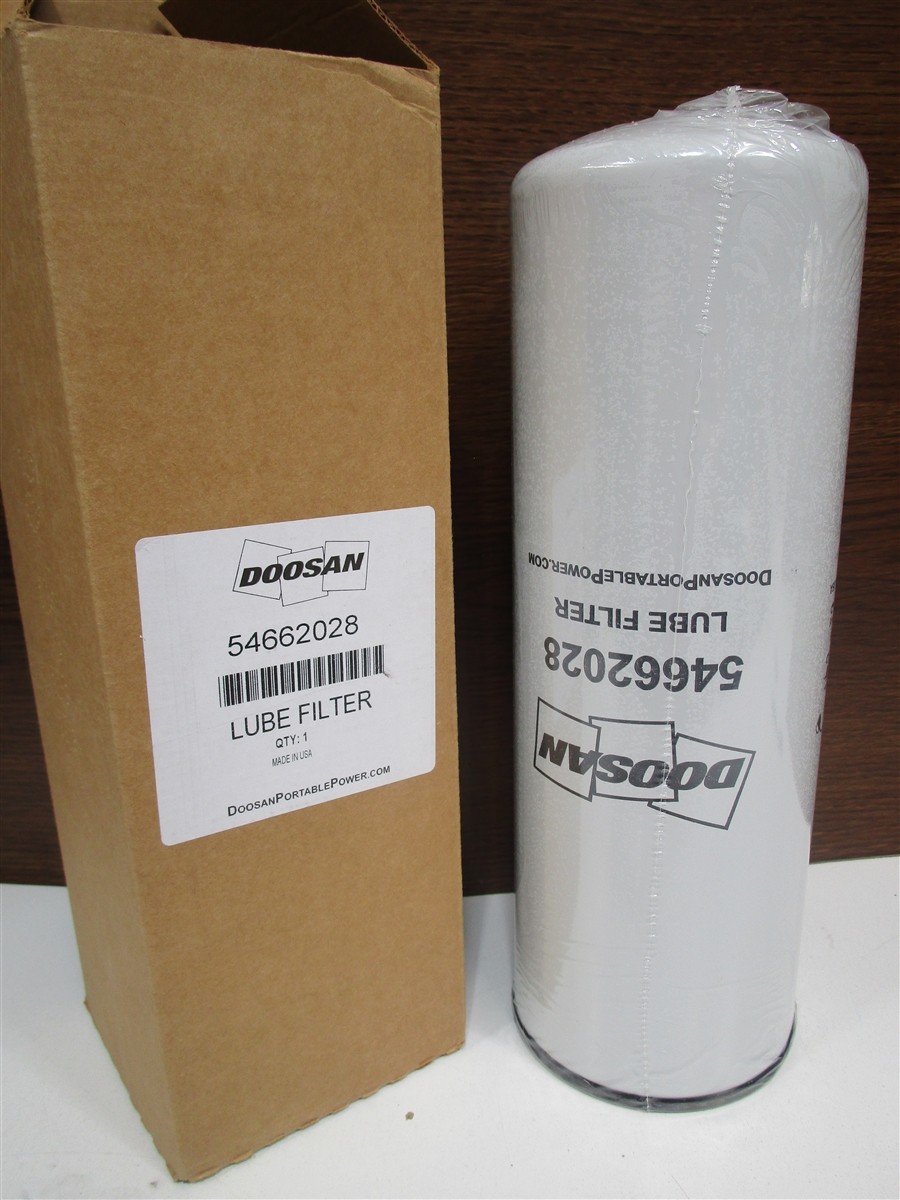 DOOSAN
54662028
LUBE FILTER
QTY: 1
MADE IN USA
DOOSANPORTABLEPOWER.COM
DOOSAN
54662028
LUBE FILTER
DOOSANPORTABLEPOWER.COM